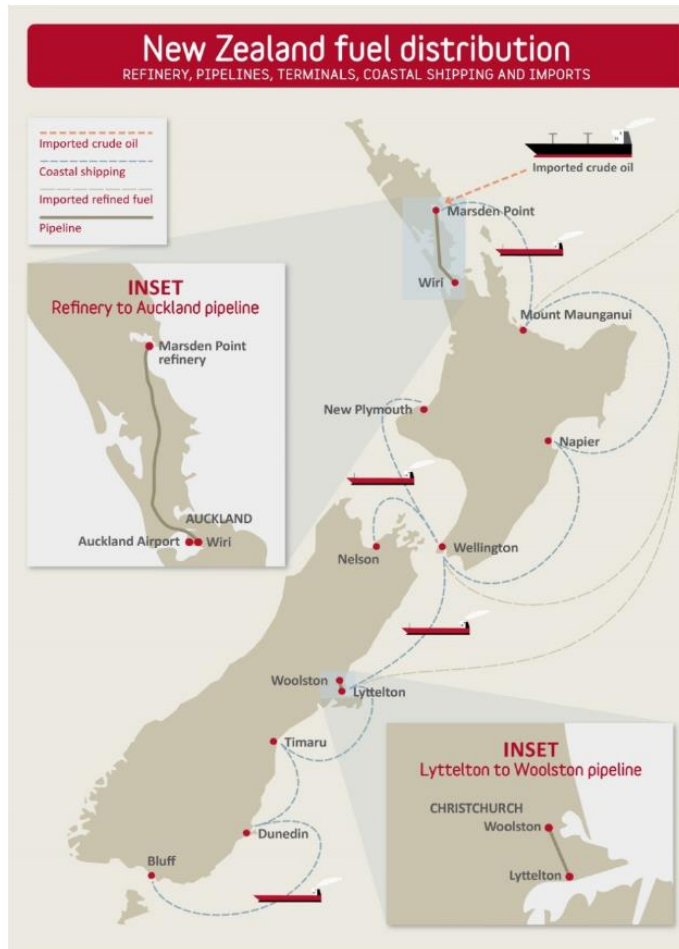 New Zealand fuel distribution
REFINERY, PIPELINES, TERMINALS, COASTAL SHIPPING AND IMPORTS
Imported crude oil
Coastal shipping
Imported refined fuel
Pipeline
Imported crude oil
Marsden Point
Wiri
Mount Maunganui
INSET
Refinery to Auckland pipeline
Marsden Point
refinery
AUCKLAND
Auckland Airport
Wiri
New Plymouth
Napier
Nelson
Wellington
Woolston
Lyttelton
Timaru
Dunedin
Bluff
INSET
Lyttelton to Woolston pipeline
CHRISTCHURCH
Woolston
Lyttelton